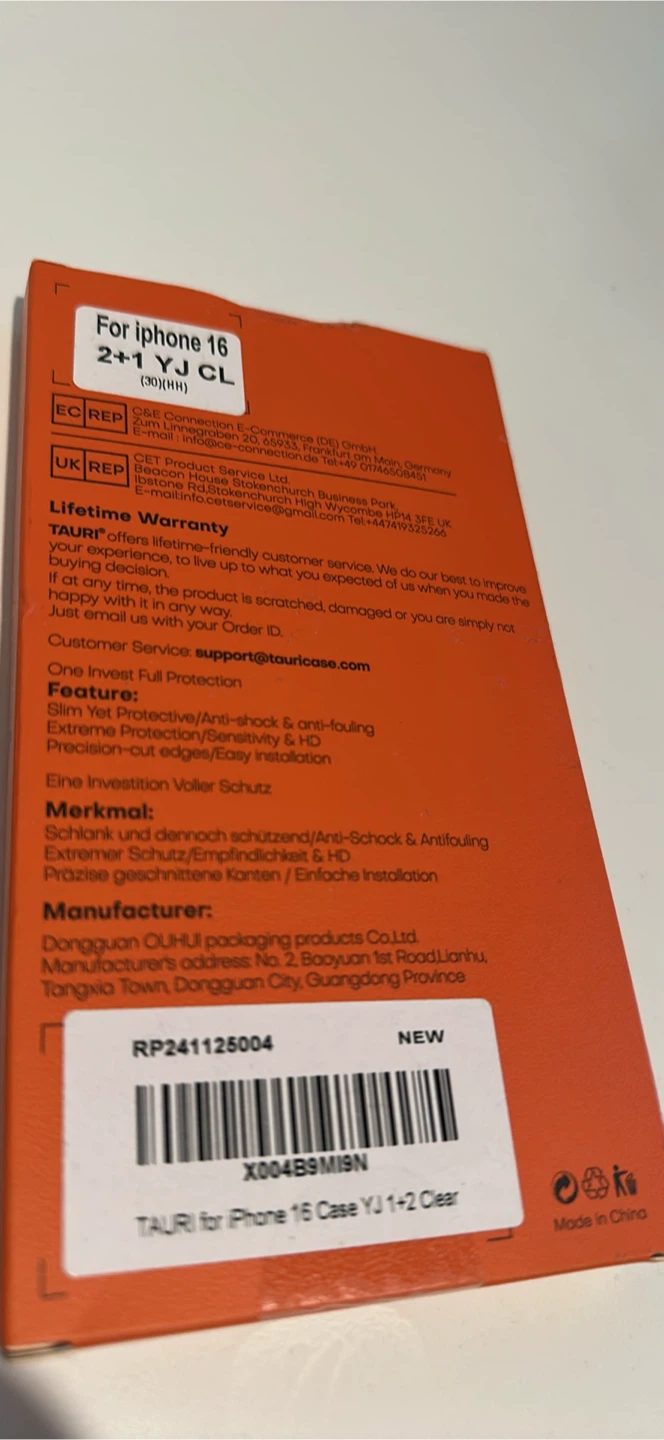 For iphone 16
2+1 YJ CL
(30)(HH)
EC REP
C&E Connection E-Commerce (DE) GmbH
Zum Linnegraben 20, 65933, Frankfurt am Main, Germany
E-mail : info@ce-connection.de Tel:+49 01746508451
UK REP
CET Product Service Ltd.
Beacon House Stokenchurch Business Park,
Ibstone Rd,Stokenchurch High Wycombe HP14 3FE UK
E-mail:info.cetservice@gmail.com Tel:+447419325266
Lifetime Warranty
TAURI® offers lifetime-friendly customer service. We do our best to improve
your experience, to live up to what you expected of us when you made the
buying decision.
If at any time, the product is scratched, damaged or you are simply not
happy with it in any way.
Just email us with your Order ID.
Customer Service: support@tauricase.com
One Invest Full Protection
Feature:
Slim Yet Protective/Anti-shock & anti-fouling
Extreme Protection/Sensitivity & HD
Precision-cut edges/Easy installation
Eine Investition Voller Schutz
Merkmal:
Schlank und dennoch schützend/Anti-Schock & Antifouling
Extremer Schutz/Empfindlichkeit & HD
Präzise geschnittene Kanten / Einfache Installation
Manufacturer:
Dongguan OUHUI packaging products Co,Ltd.
Manufacturer's address: No. 2, Baoyuan 1st Road,Lianhu,
Tangxia Town, Dongguan City, Guangdong Province
RP241125004
NEW
X004B9MI9N
TAURI for iPhone 16 Case YJ 1+2 Clear
Made in China